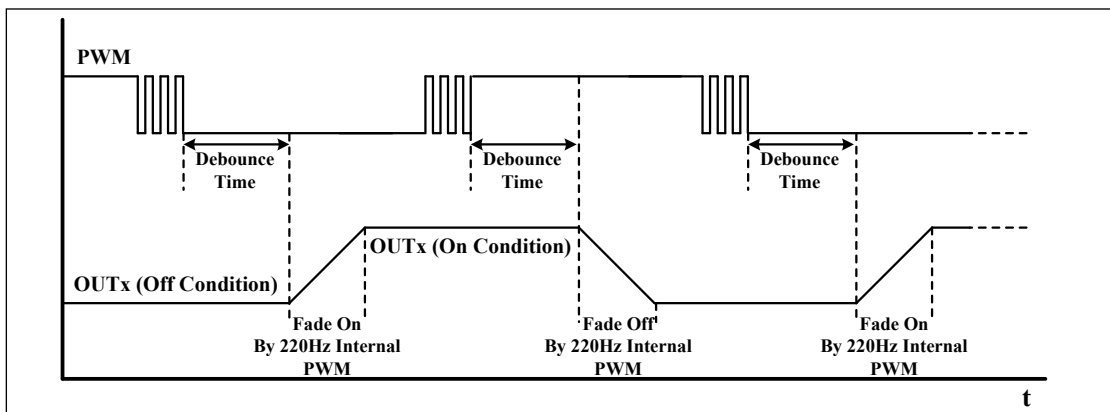 PWM
Debounce
Time
Debounce
Time
Debounce
Time
OUTx (On Condition)
OUTx (Off Condition)
Fade On
By 220Hz Internal
PWM
Fade Off
By 220Hz Internal
PWM
Fade On
By 220Hz Internal
PWM
t